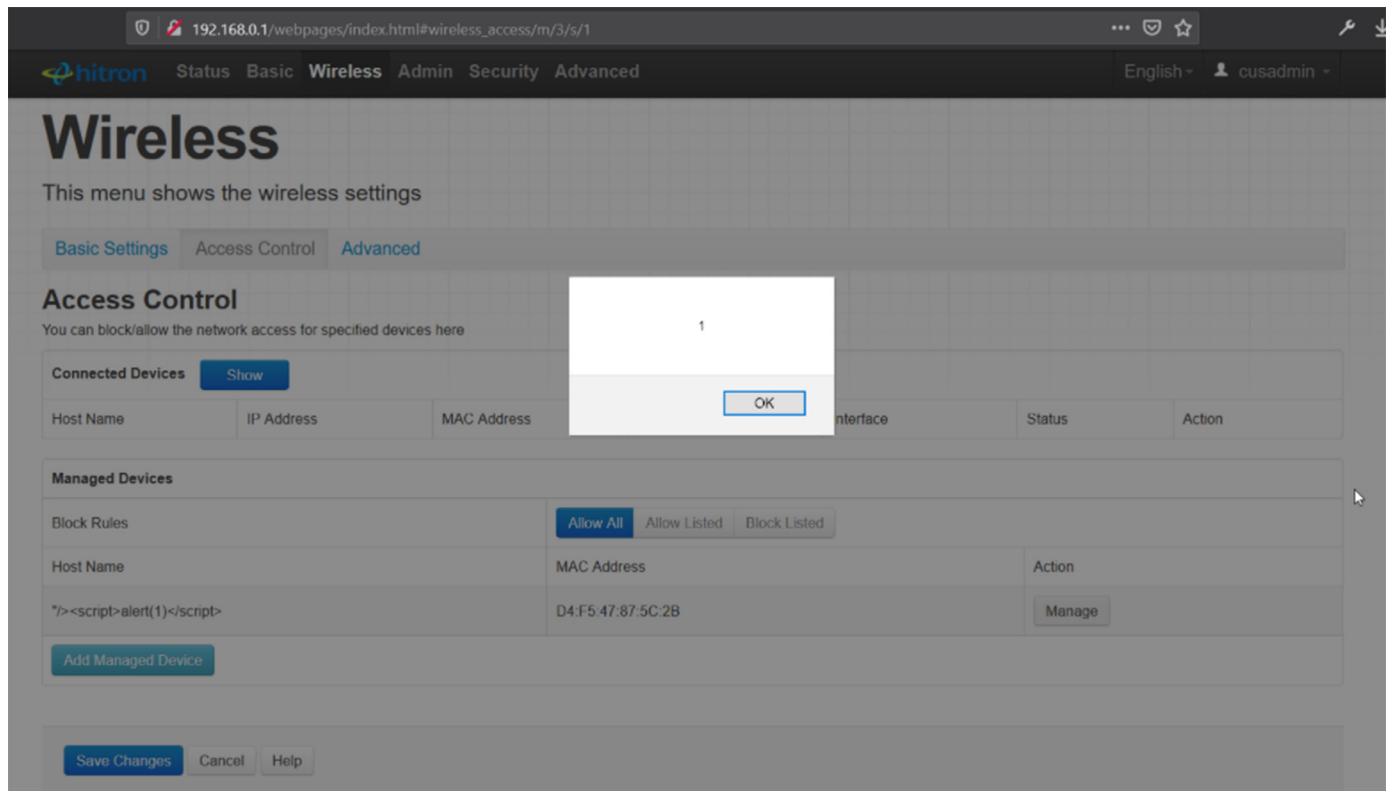 192.168.0.1/webpages/index.html#wireless_access/m/3/s/1
hitron Status Basic Wireless Admin Security Advanced English cusadmin
Wireless
This menu shows the wireless settings
Basic Settings Access Control Advanced
Access Control
You can block/allow the network access for specified devices here
1
Connected Devices Show
OK
Host Name IP Address MAC Address nterface Status Action
Managed Devices
Block Rules Allow All Allow Listed Block Listed
Host Name MAC Address Action
"/><script>alert(1)</script> D4:F5:47:87:5C:2B Manage
Add Managed Device
Save Changes Cancel Help